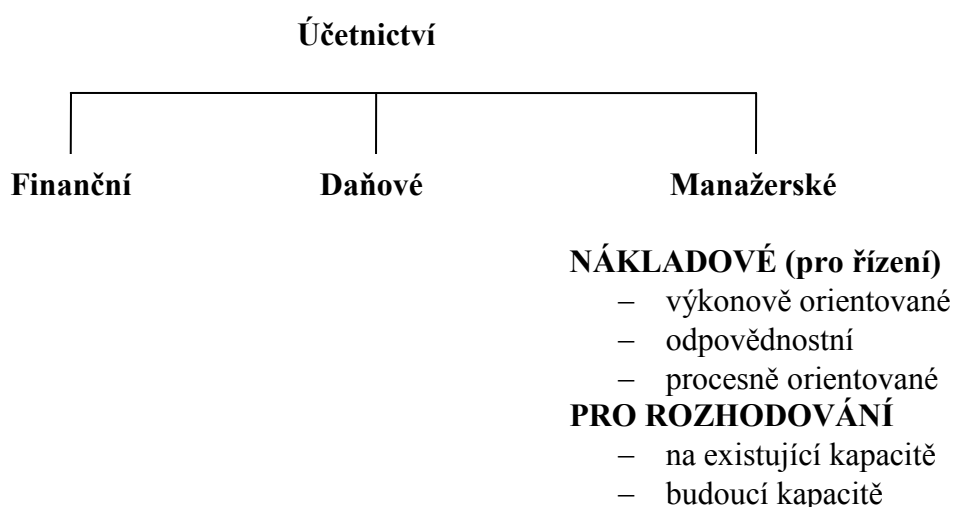 Účetnictví
Finanční Daňové Manažerské
NÁKLADOVÉ (pro řízení)
– výkonově orientované
– odpovědnostní
– procesně orientované
PRO ROZHODOVÁNÍ
– na existující kapacitě
– budoucí kapacitě